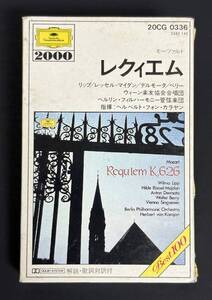 Deutsche
Grammophon
20CG 0336
2000
モーツァルト
レクィエム
リップ/レッセル=マイダン/デルモータ/ベリー
ウィーン楽友協会合唱団
ベルリン・フィルハーモニー管弦楽団
指揮:ヘルベルト・フォン・カラヤン
Mozart
Requiem K.626
Wilma Lipp
Hilde Rössel-Majdan
Anton Dermota
Walter Berry
Vienna Singverein
Berlin Philharmonic Orchestra
Herbert von Karajan
Best 100
DOLBY SYSTEM
解説・歌詞対訳付